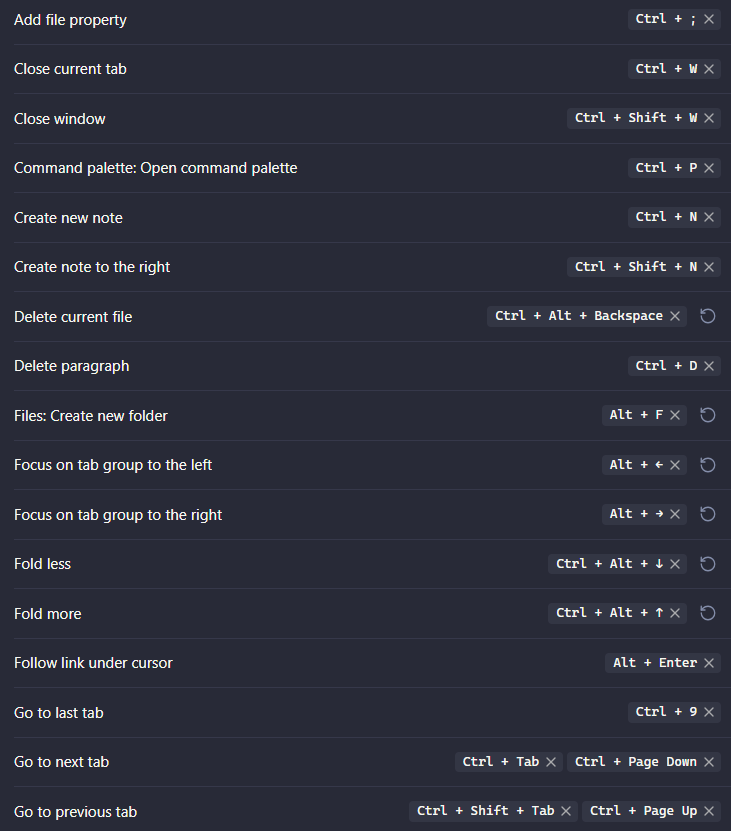 Add file property Ctrl + ;
Close current tab Ctrl + W
Close window Ctrl + Shift + W
Command palette: Open command palette Ctrl + P
Create new note Ctrl + N
Create note to the right Ctrl + Shift + N
Delete current file Ctrl + Alt + Backspace
Delete paragraph Ctrl + D
Files: Create new folder Alt + F
Focus on tab group to the left Alt + ←
Focus on tab group to the right Alt + →
Fold less Ctrl + Alt + ↓
Fold more Ctrl + Alt + ↑
Follow link under cursor Alt + Enter
Go to last tab Ctrl + 9
Go to next tab Ctrl + Tab Ctrl + Page Down
Go to previous tab Ctrl + Shift + Tab Ctrl + Page Up